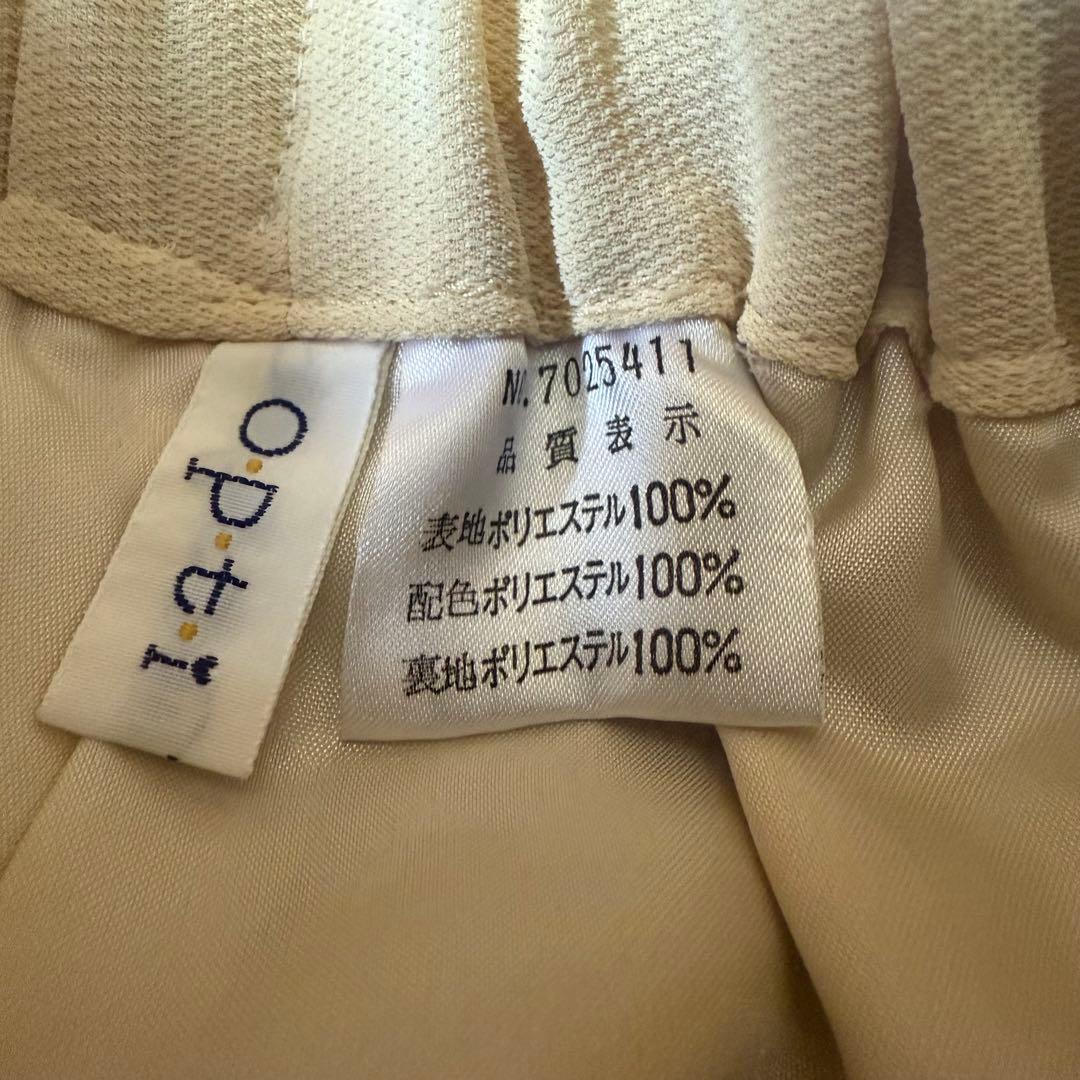 o.p.t.i
No.7025411
品質表示
表地ポリエステル100%
配色ポリエステル100%
裏地ポリエステル100%